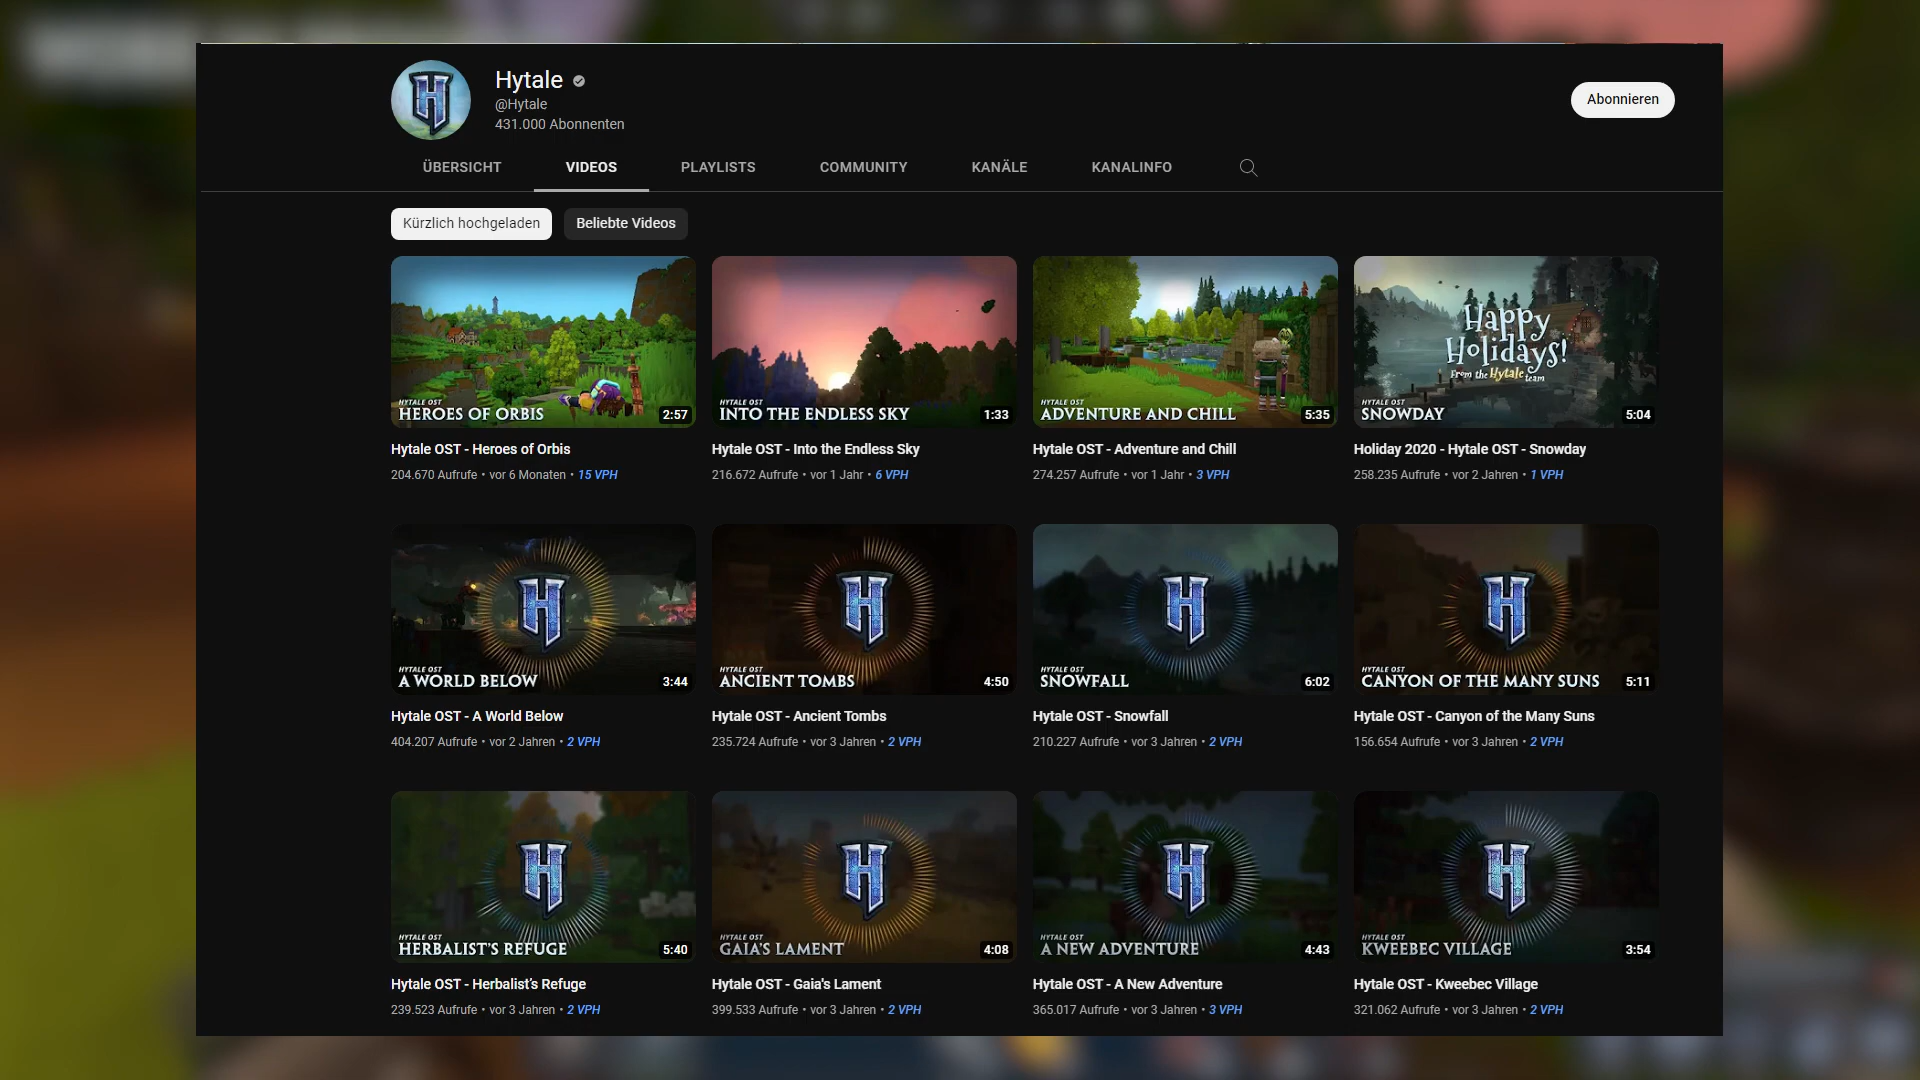 Hytale
@Hytale
431.000 Abonnenten
Abonnieren
ÜBERSICHT VIDEOS PLAYLISTS COMMUNITY KANÄLE KANALINFO
Kürzlich hochgeladen Beliebte Videos
HYTALE OST
HEROES OF ORBIS
2:57
HYTALE OST
INTO THE ENDLESS SKY
1:33
HYTALE OST
ADVENTURE AND CHILL
5:35
Happy
Holidays!
From the Hytale team
HYTALE OST
SNOWDAY
5:04
Hytale OST - Heroes of Orbis
204.670 Aufrufe • vor 6 Monaten • 15 VPH
Hytale OST - Into the Endless Sky
216.672 Aufrufe • vor 1 Jahr • 6 VPH
Hytale OST - Adventure and Chill
274.257 Aufrufe • vor 1 Jahr • 3 VPH
Holiday 2020 - Hytale OST - Snowday
258.235 Aufrufe • vor 2 Jahren • 1 VPH
HYTALE OST
A WORLD BELOW
3:44
HYTALE OST
ANCIENT TOMBS
4:50
HYTALE OST
SNOWFALL
6:02
HYTALE OST
CANYON OF THE MANY SUNS
5:11
Hytale OST - A World Below
404.207 Aufrufe • vor 2 Jahren • 2 VPH
Hytale OST - Ancient Tombs
235.724 Aufrufe • vor 3 Jahren • 2 VPH
Hytale OST - Snowfall
210.227 Aufrufe • vor 3 Jahren • 2 VPH
Hytale OST - Canyon of the Many Suns
156.654 Aufrufe • vor 3 Jahren • 2 VPH
HYTALE OST
HERBALIST'S REFUGE
5:40
HYTALE OST
GAIA'S LAMENT
4:08
HYTALE OST
A NEW ADVENTURE
4:43
HYTALE OST
KWEEBEC VILLAGE
3:54
Hytale OST - Herbalist's Refuge
239.523 Aufrufe • vor 3 Jahren • 2 VPH
Hytale OST - Gaia's Lament
399.533 Aufrufe • vor 3 Jahren • 2 VPH
Hytale OST - A New Adventure
365.017 Aufrufe • vor 3 Jahren • 3 VPH
Hytale OST - Kweebec Village
321.062 Aufrufe • vor 3 Jahren • 2 VPH